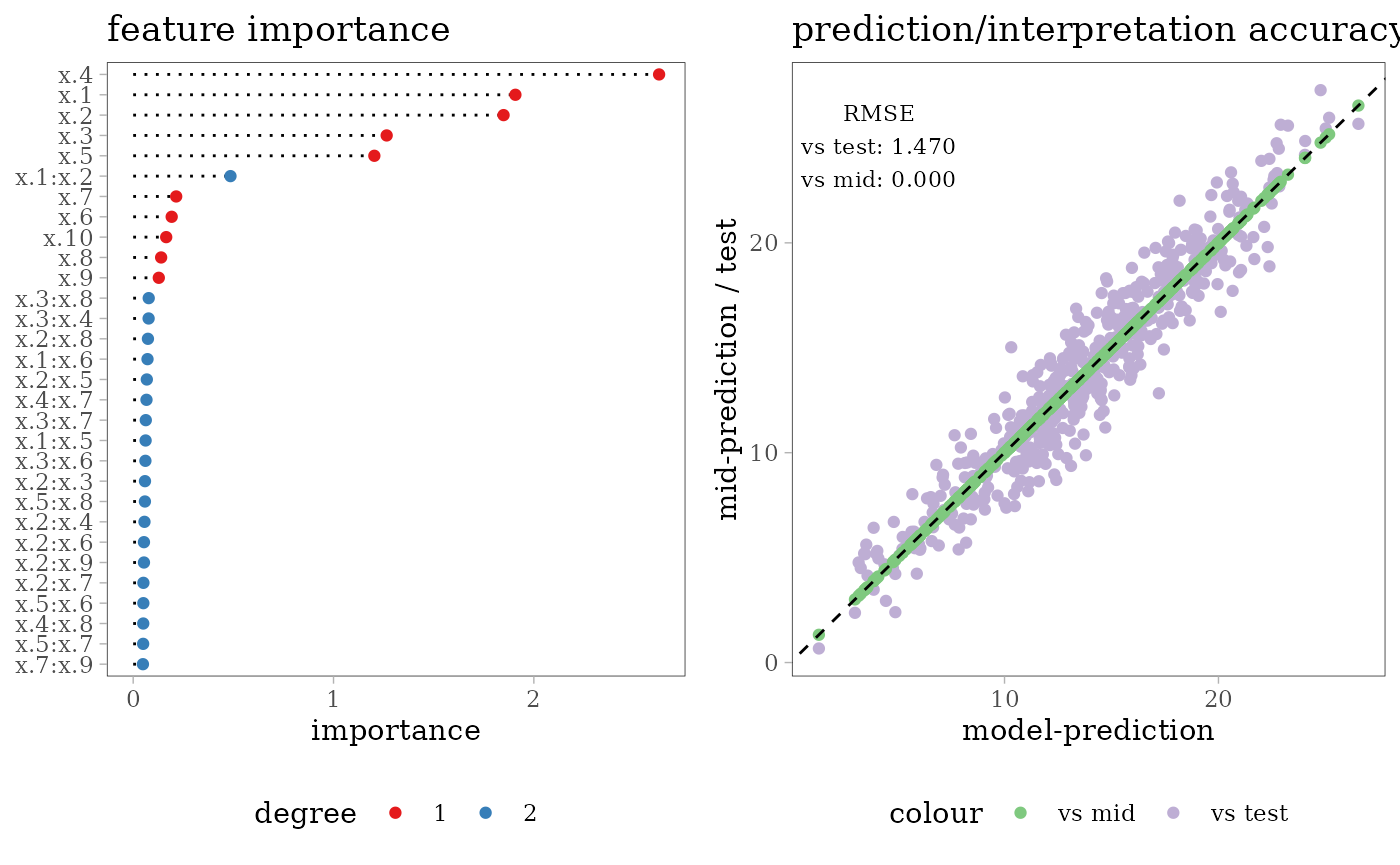 feature importance
x.4
x.1
x.2
x.3
x.5
x.1:x.2
x.7
x.6
x.10
x.8
x.9
x.3:x.8
x.3:x.4
x.2:x.8
x.1:x.6
x.2:x.5
x.4:x.7
x.3:x.7
x.1:x.5
x.3:x.6
x.2:x.3
x.5:x.8
x.2:x.4
x.2:x.6
x.2:x.9
x.2:x.7
x.5:x.6
x.4:x.8
x.5:x.7
x.7:x.9
0 1 2
importance
degree 1 2
prediction/interpretation accuracy
RMSE
vs test: 1.470
vs mid: 0.000
mid-prediction / test
20
10
0
10 20
model-prediction
colour vs mid vs test